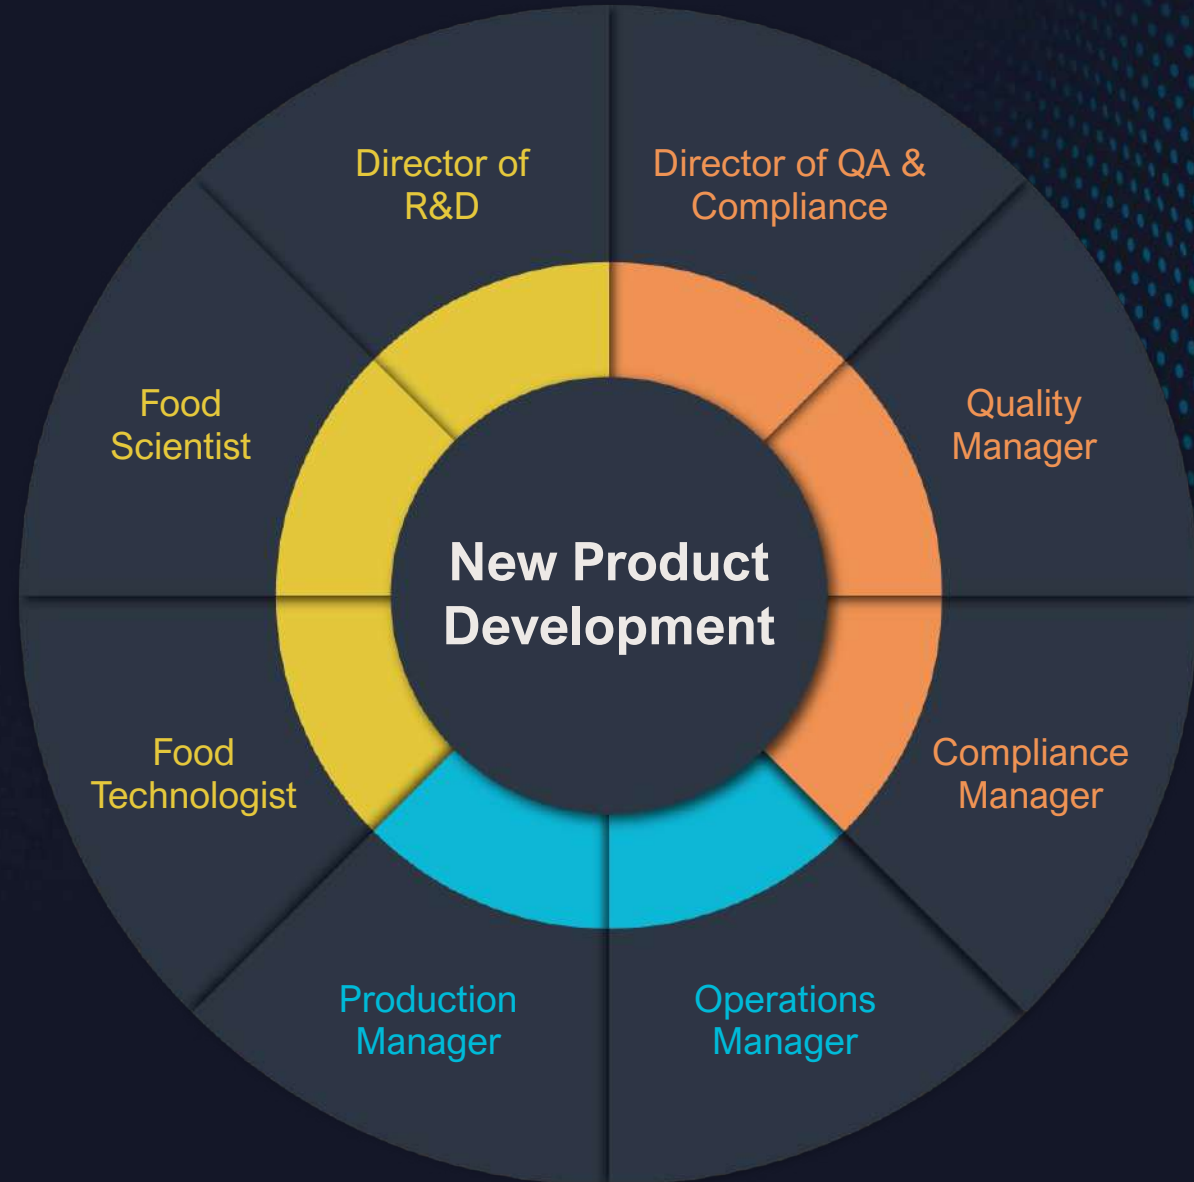 Director of
R&D
Director of QA &
Compliance
Food
Scientist
Quality
Manager
New Product
Development
Food
Technologist
Compliance
Manager
Production
Manager
Operations
Manager